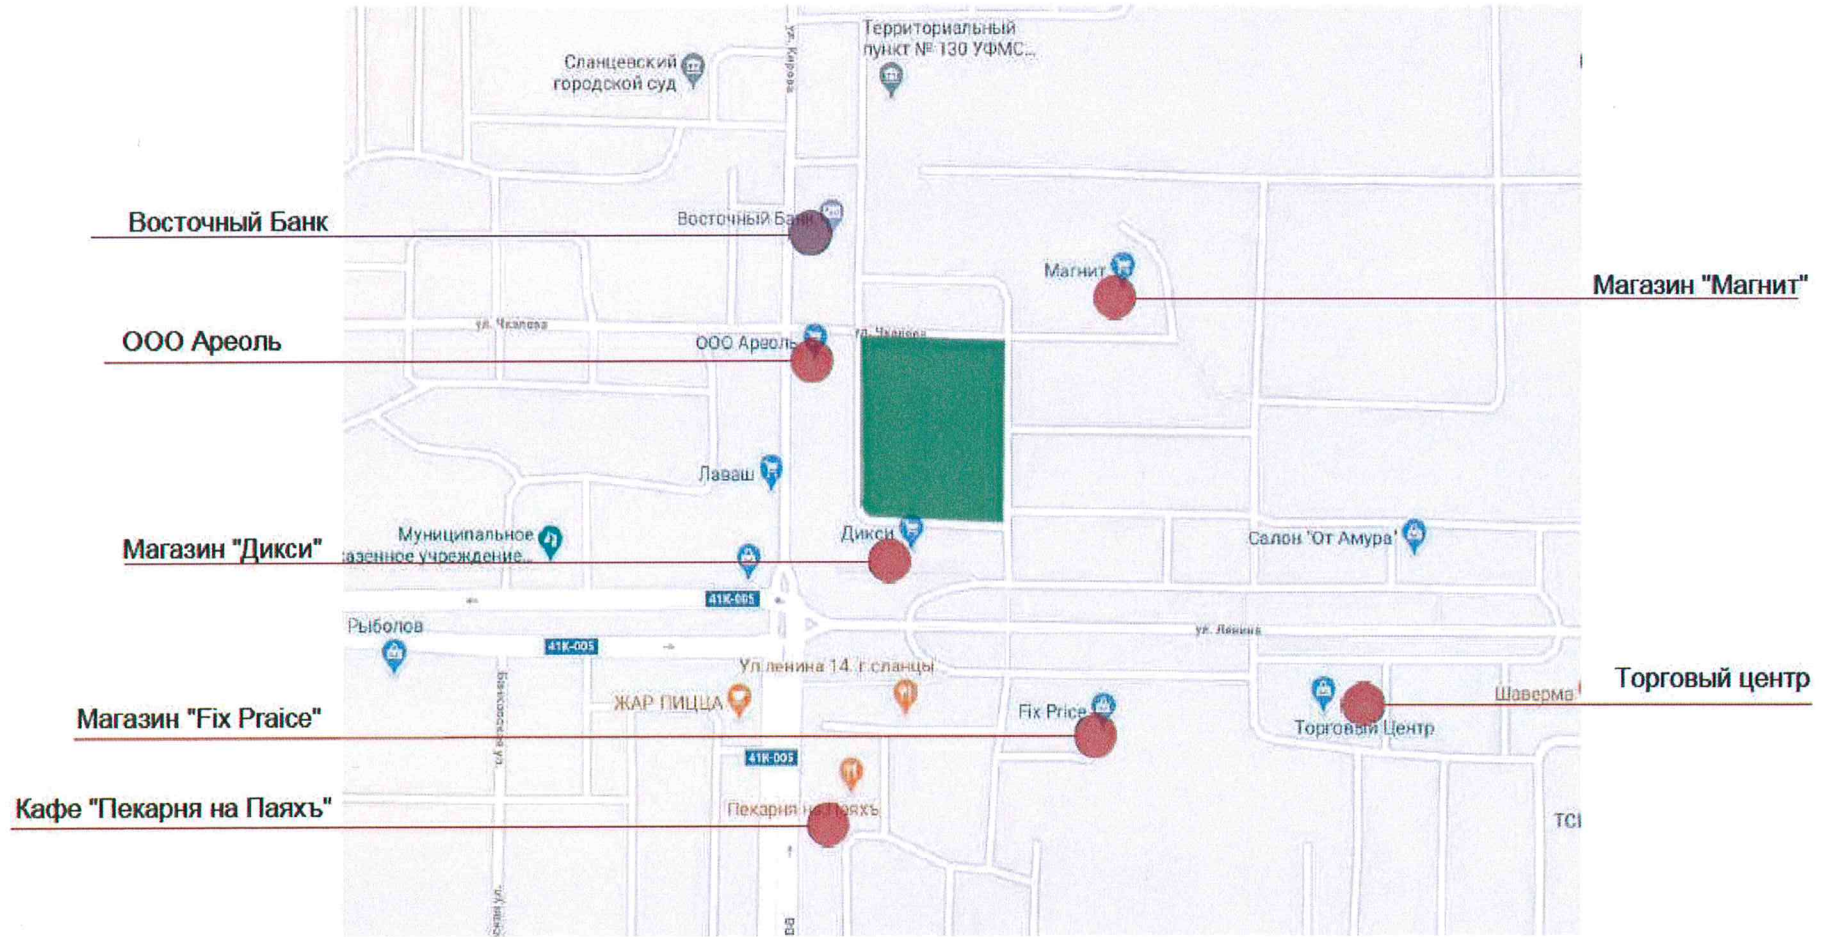 Территориальный
пункт № 130 УФМС...
Сланцевский
городской суд
ул. Кирова
Восточный Банк
Восточный Банк
Магнит
Магазин "Магнит"
ул. Чкалова
ул. Чкалова
ООО Ареоль
ООО Ареоль
Лаваш
Муниципальное
казенное учреждение...
Магазин "Дикси"
Дикси
Салон "От Амура"
41К-005
Рыболов
41К-005
ул. Ленина
Ул ленина 14. г.сланцы
ЖАР ПИЦЦА
Магазин "Fix Praice"
Fix Price
Торговый Центр
Шаверма
Торговый центр
41К-005
Кафе "Пекарня на Паяхъ"
Пекарня на Паяхъ